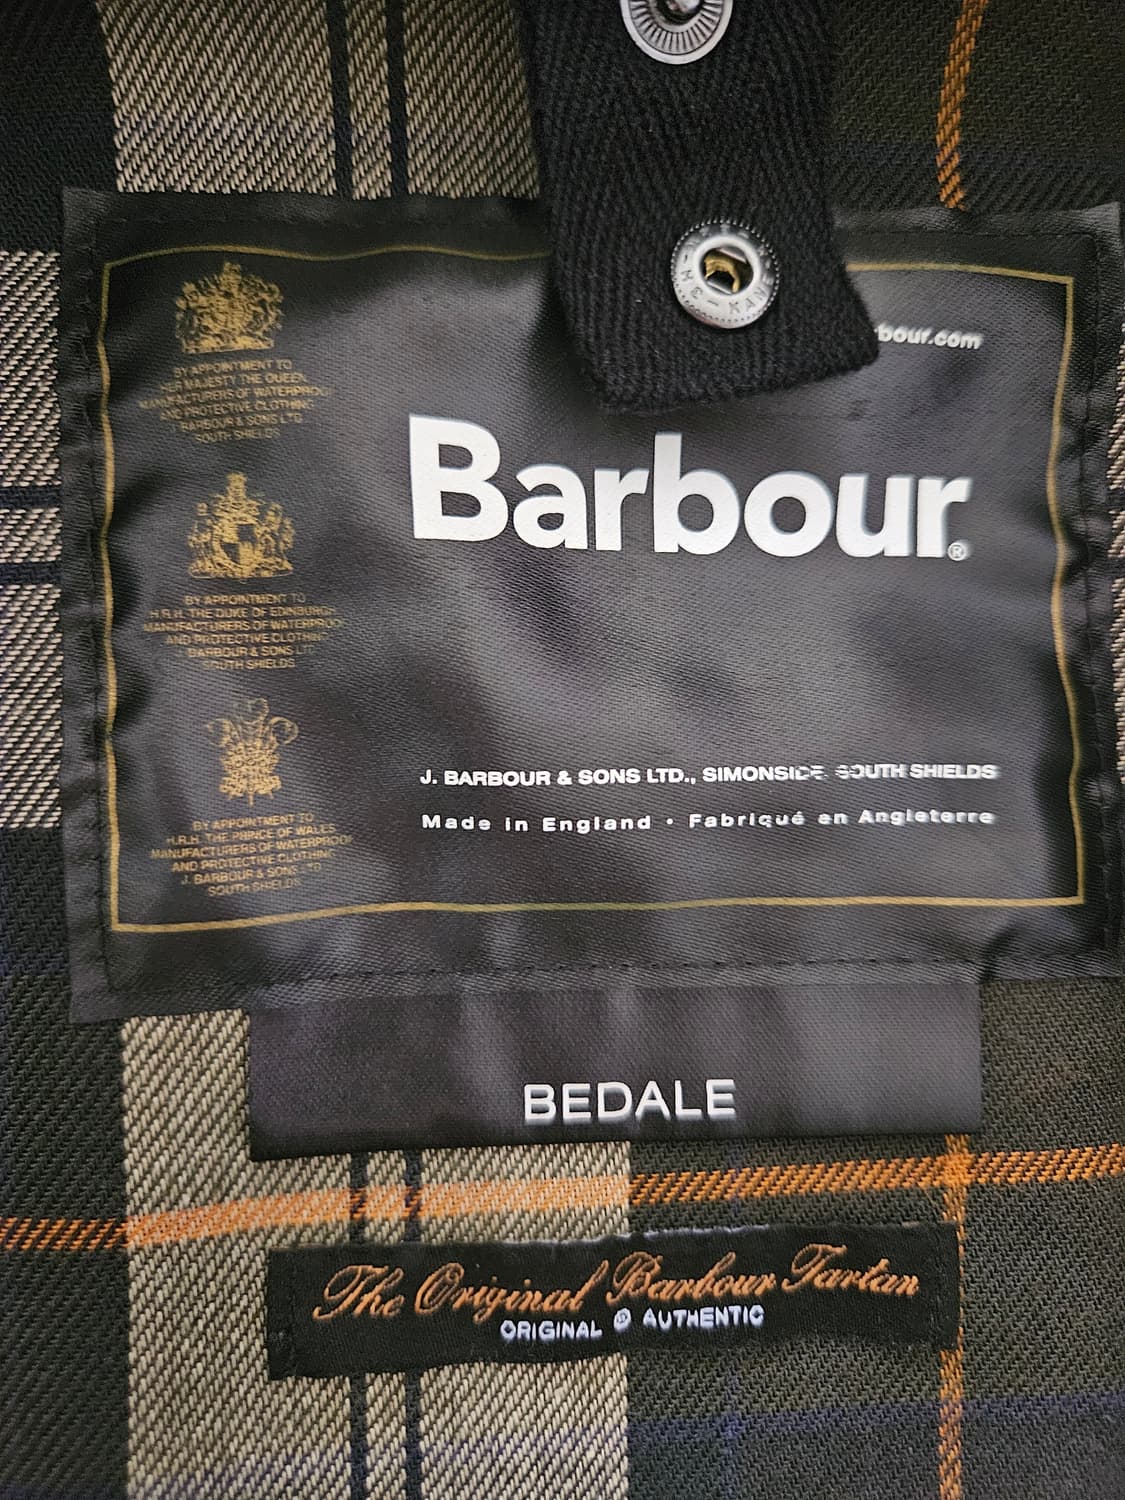 bour.com
BY APPOINTMENT TO
HER MAJESTY THE QUEEN
MANUFACTURERS OF WATERPROOF
AND PROTECTIVE CLOTHING
BARBOUR & SONS LTD
SOUTH SHIELDS
Barbour®
BY APPOINTMENT TO
H.R.H. THE DUKE OF EDINBURGH
MANUFACTURERS OF WATERPROOF
AND PROTECTIVE CLOTHING
BARBOUR & SONS LTD
SOUTH SHIELDS
BY APPOINTMENT TO
H.R.H. THE PRINCE OF WALES
MANUFACTURERS OF WATERPROOF
AND PROTECTIVE CLOTHING
J. BARBOUR & SONS LTD
SOUTH SHIELDS
J. BARBOUR & SONS LTD., SIMONSIDE, SOUTH SHIELDS
Made in England • Fabriqué en Angleterre
BEDALE
The Original Barbour Tartan
ORIGINAL AUTHENTIC